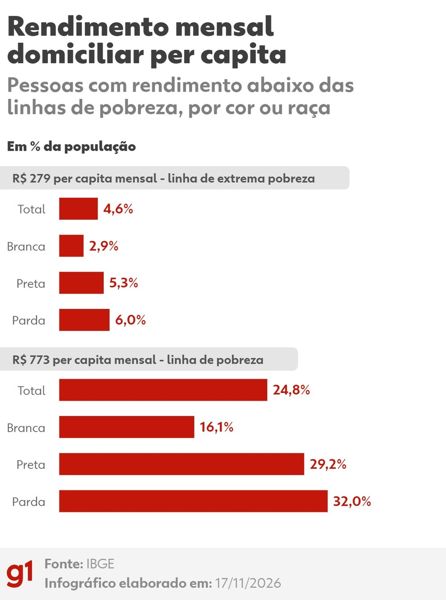 Rendimento mensal
domiciliar per capita
Pessoas com rendimento abaixo das
linhas de pobreza, por cor ou raça
Em % da população
R$ 279 per capita mensal - linha de extrema pobreza
Total 4,6%
Branca 2,9%
Preta 5,3%
Parda 6,0%
R$ 773 per capita mensal - linha de pobreza
Total 24,8%
Branca 16,1%
Preta 29,2%
Parda 32,0%
g1
Fonte: IBGE
Infográfico elaborado em: 17/11/2026